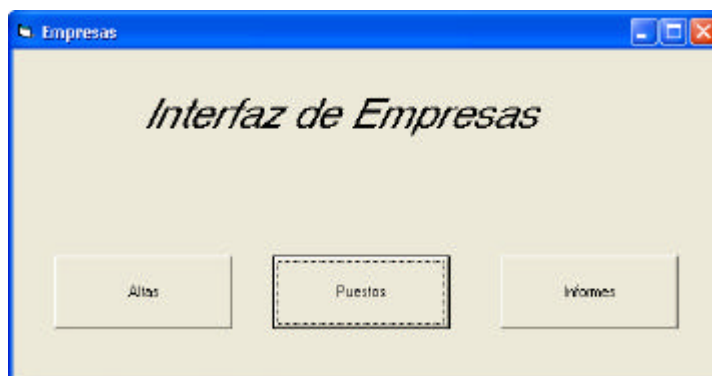 Empresas
Interfaz de Empresas
Altas Puestos Informes